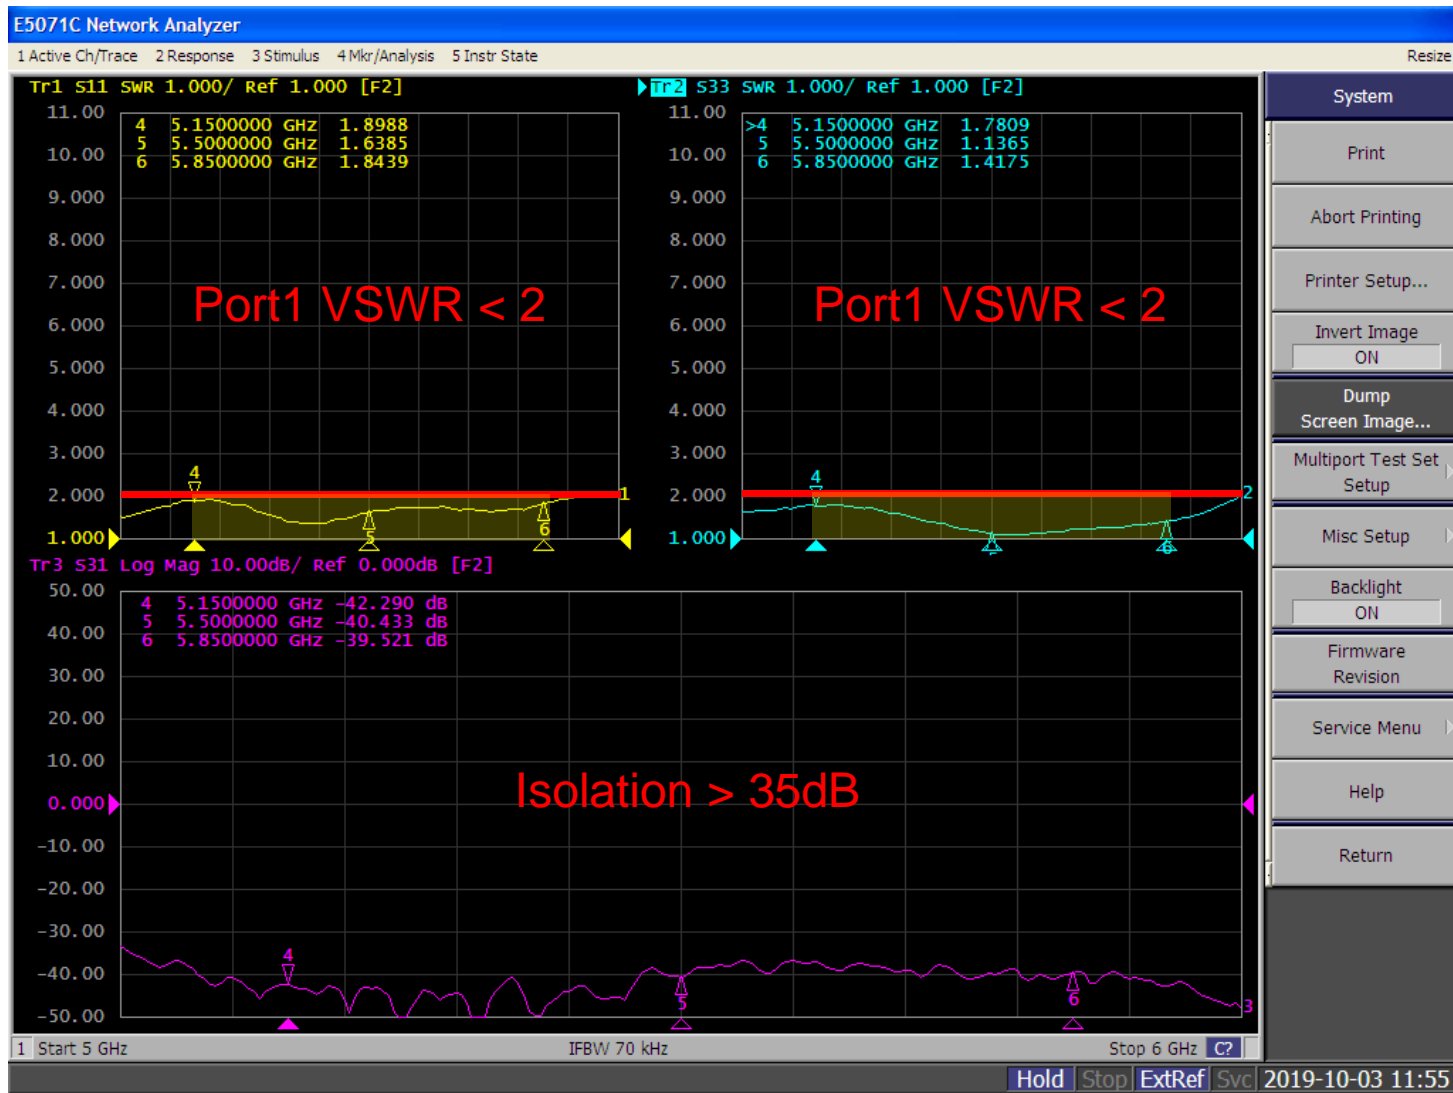 E5071C Network Analyzer
1 Active Ch/Trace 2 Response 3 Stimulus 4 Mkr/Analysis 5 Instr State Resize
Tr1 S11 SWR 1.000/ Ref 1.000 [F2]
11.00
10.00
9.000
8.000
7.000
6.000
5.000
4.000
3.000
2.000
1.000
4 5.1500000 GHz 1.8988
5 5.5000000 GHz 1.6385
6 5.8500000 GHz 1.8439
Port1 VSWR < 2
4
5
6
1
Tr2 S33 SWR 1.000/ Ref 1.000 [F2]
11.00
10.00
9.000
8.000
7.000
6.000
5.000
4.000
3.000
2.000
1.000
>4 5.1500000 GHz 1.7809
5 5.5000000 GHz 1.1365
6 5.8500000 GHz 1.4175
Port1 VSWR < 2
4
6
2
Tr3 S31 Log Mag 10.00dB/ Ref 0.000dB [F2]
50.00
40.00
30.00
20.00
10.00
0.000
-10.00
-20.00
-30.00
-40.00
-50.00
4 5.1500000 GHz -42.290 dB
5 5.5000000 GHz -40.433 dB
6 5.8500000 GHz -39.521 dB
Isolation > 35dB
4
5
6
3
1 Start 5 GHz IFBW 70 kHz Stop 6 GHz C?
System
Print
Abort Printing
Printer Setup...
Invert Image
ON
Dump
Screen Image...
Multiport Test Set
Setup
Misc Setup
Backlight
ON
Firmware
Revision
Service Menu
Help
Return
Hold Stop ExtRef Svc 2019-10-03 11:55